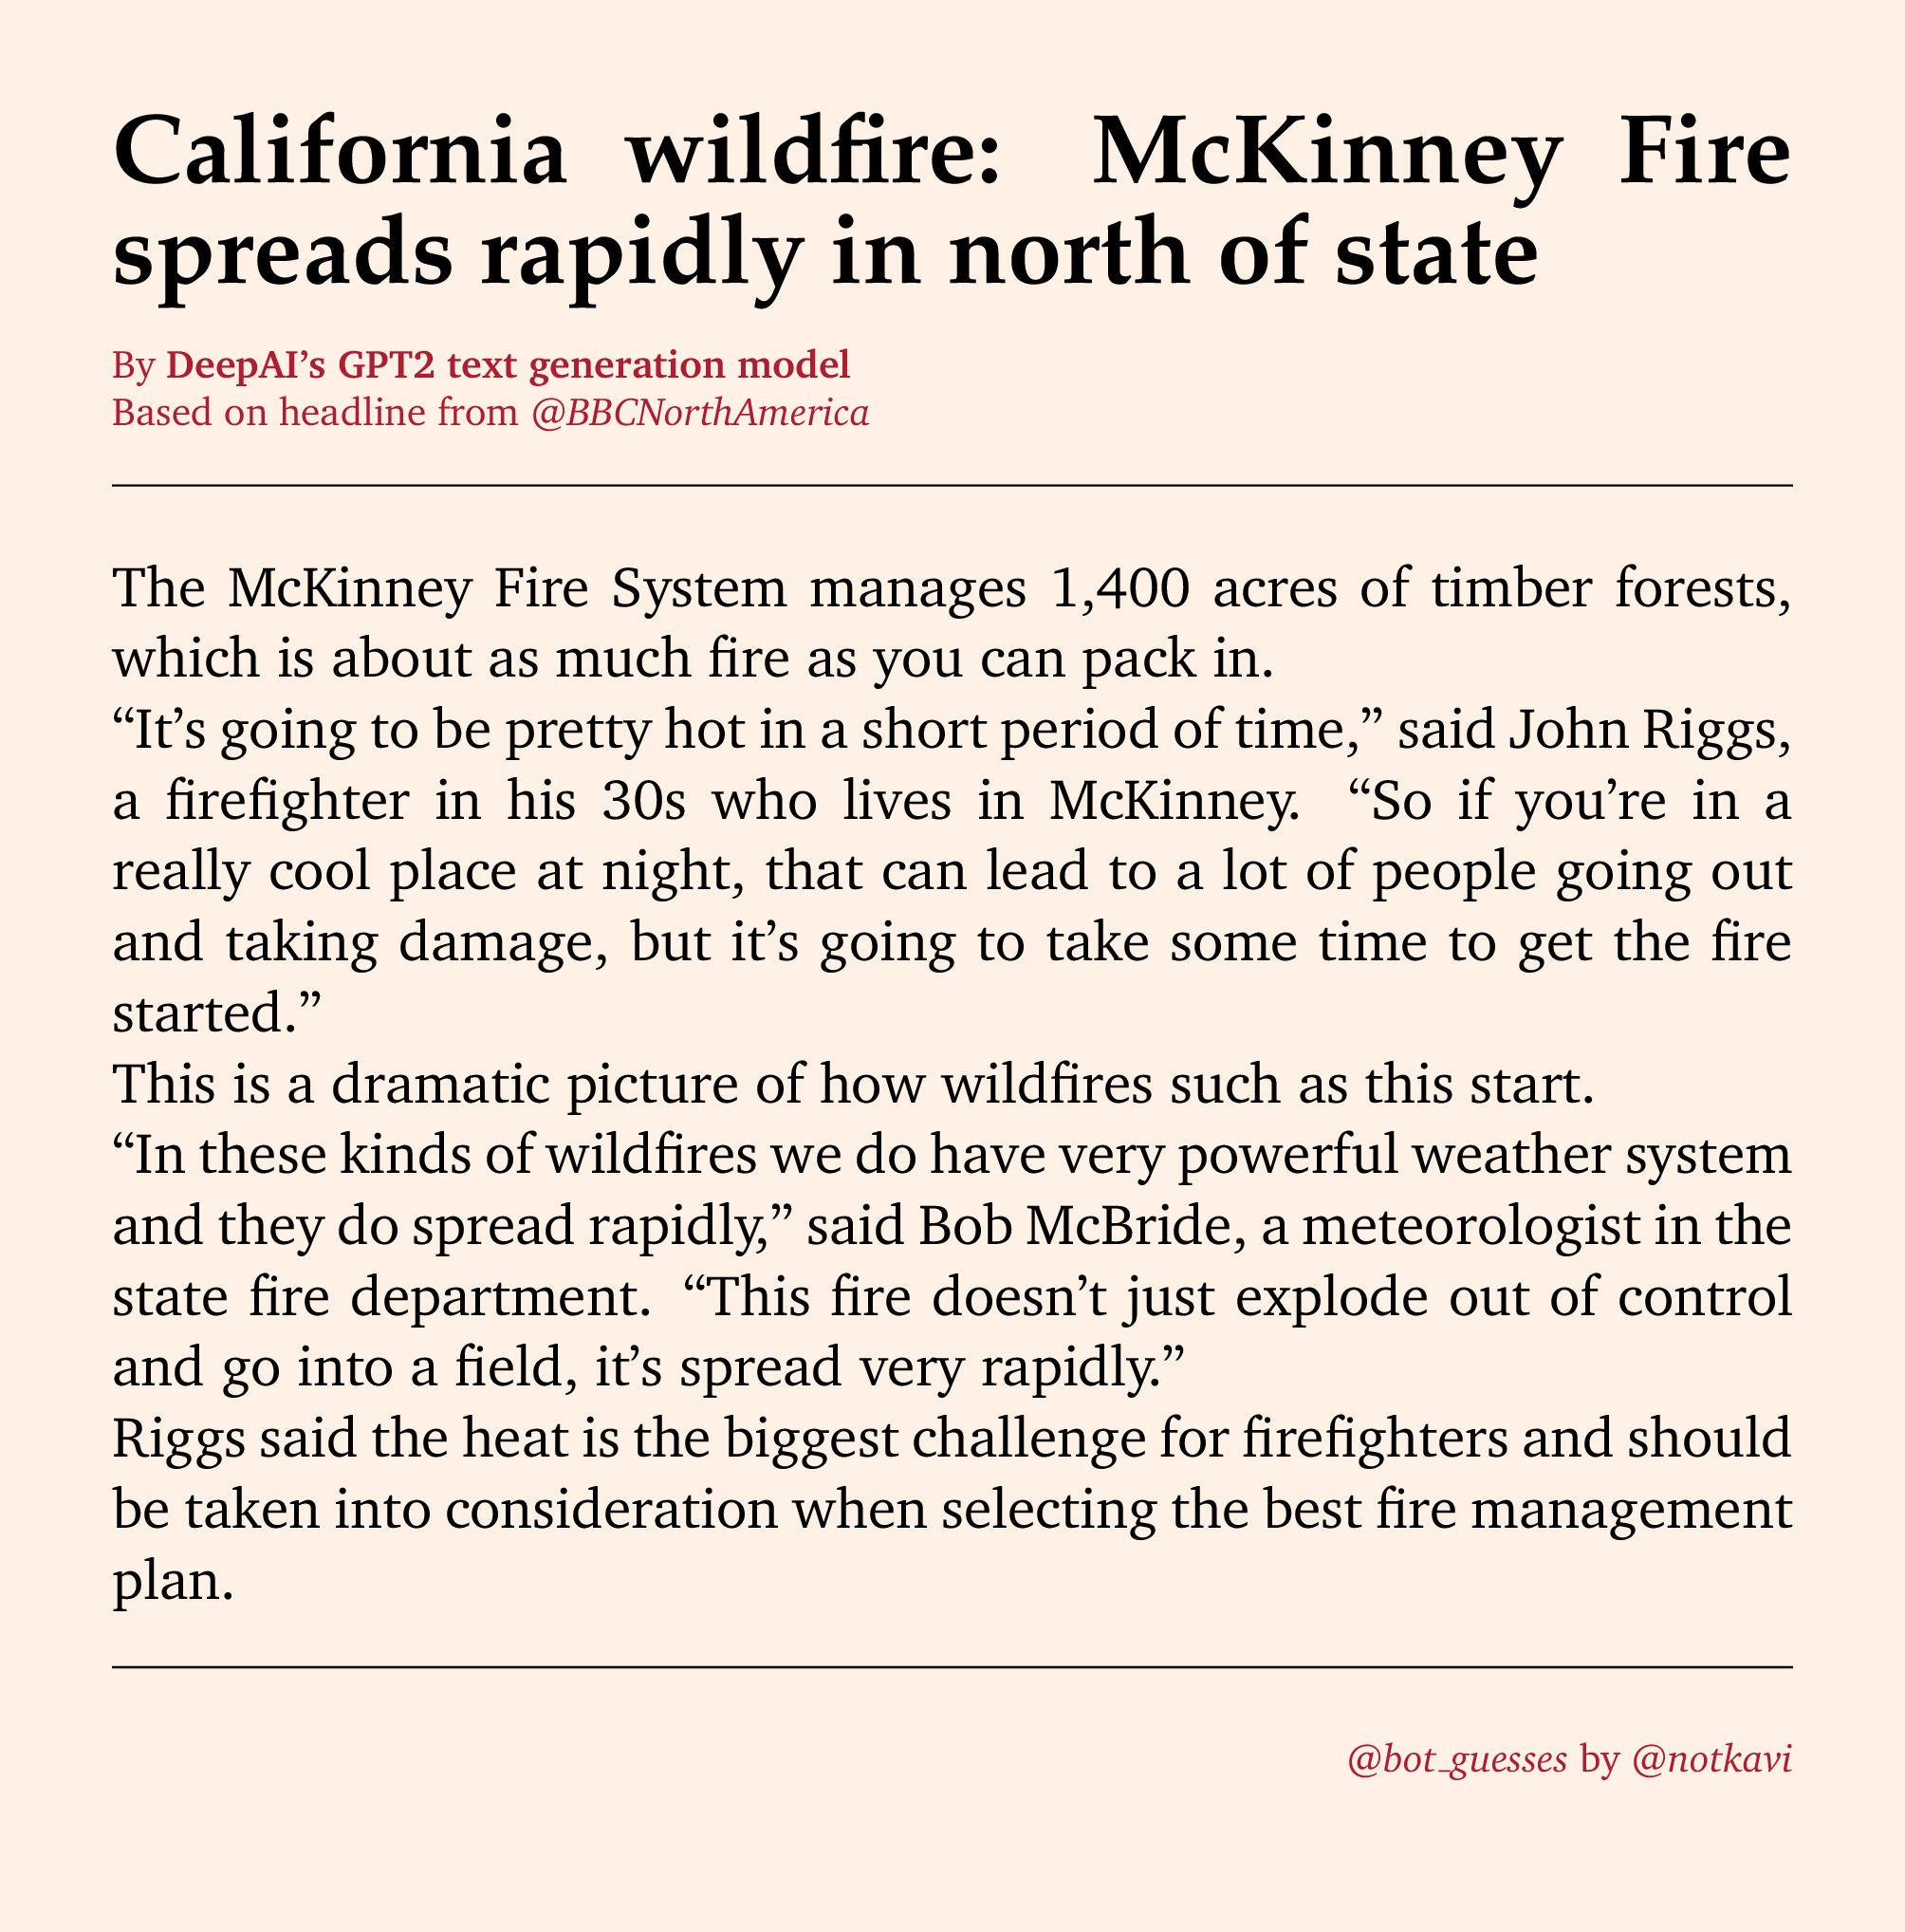 California wildfire: McKinney Fire
spreads rapidly in north of state
By DeepAI’s GPT2 text generation model
Based on headline from @BBCNorthAmerica
The McKinney Fire System manages 1,400 acres of timber forests,
which is about as much fire as you can pack in.
“It’s going to be pretty hot in a short period of time,” said John Riggs,
a firefighter in his 30s who lives in McKinney. “So if you’re in a
really cool place at night, that can lead to a lot of people going out
and taking damage, but it’s going to take some time to get the fire
started.”
This is a dramatic picture of how wildfires such as this start.
“In these kinds of wildfires we do have very powerful weather system
and they do spread rapidly,” said Bob McBride, a meteorologist in the
state fire department. “This fire doesn’t just explode out of control
and go into a field, it’s spread very rapidly.”
Riggs said the heat is the biggest challenge for firefighters and should
be taken into consideration when selecting the best fire management
plan.
@bot_guesses by @notkavi